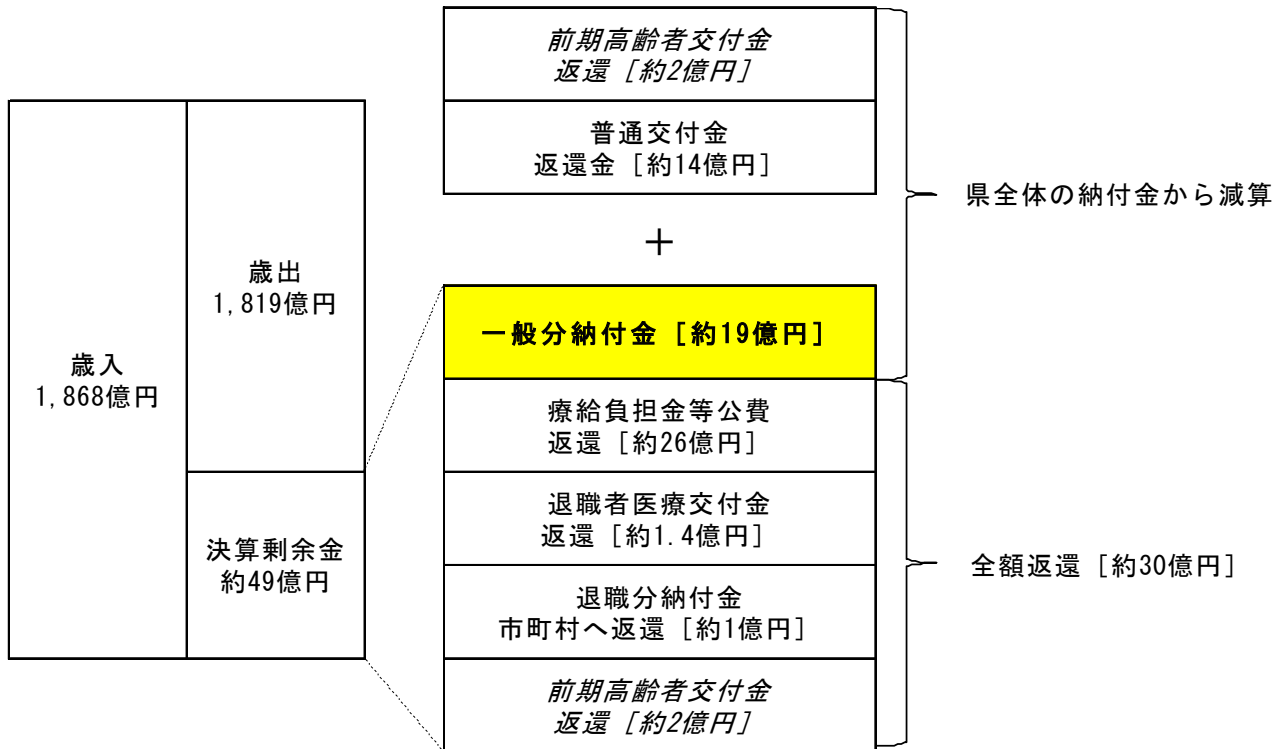 歳入
1,868億円
歳出
1,819億円
決算剰余金
約49億円
前期高齢者交付金
返還［約2億円］
普通交付金
返還金［約14億円］
＋
一般分納付金［約19億円］
療給負担金等公費
返還［約26億円］
退職者医療交付金
返還［約1.4億円］
退職分納付金
市町村へ返還［約1億円］
前期高齢者交付金
返還［約2億円］
県全体の納付金から減算
全額返還［約30億円］